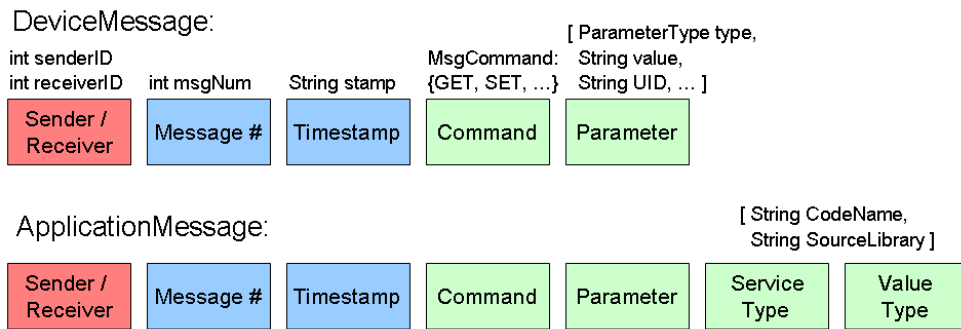 DeviceMessage:
int senderID
int receiverID
int msgNum
String stamp
MsgCommand:
{GET, SET, ...}
[ ParameterType type,
String value,
String UID, ... ]
Sender /
Receiver
Message #
Timestamp
Command
Parameter
ApplicationMessage:
[ String CodeName,
String SourceLibrary ]
Sender /
Receiver
Message #
Timestamp
Command
Parameter
Service
Type
Value
Type